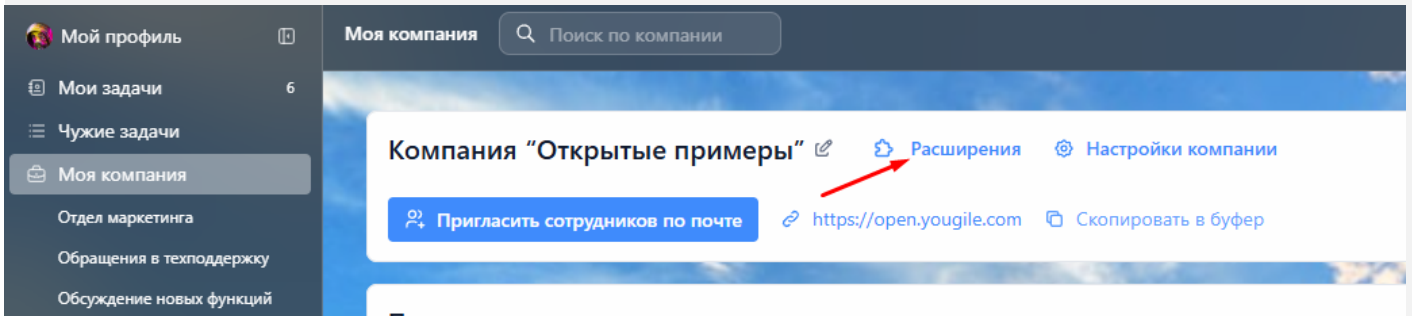 Мой профиль
Мои задачи 6
Чужие задачи
Моя компания
Отдел маркетинга
Обращения в техподдержку
Обсуждение новых функций
Моя компания Поиск по компании
Компания “Открытые примеры” Расширения Настройки компании
Пригласить сотрудников по почте https://open.yougile.com Скопировать в буфер